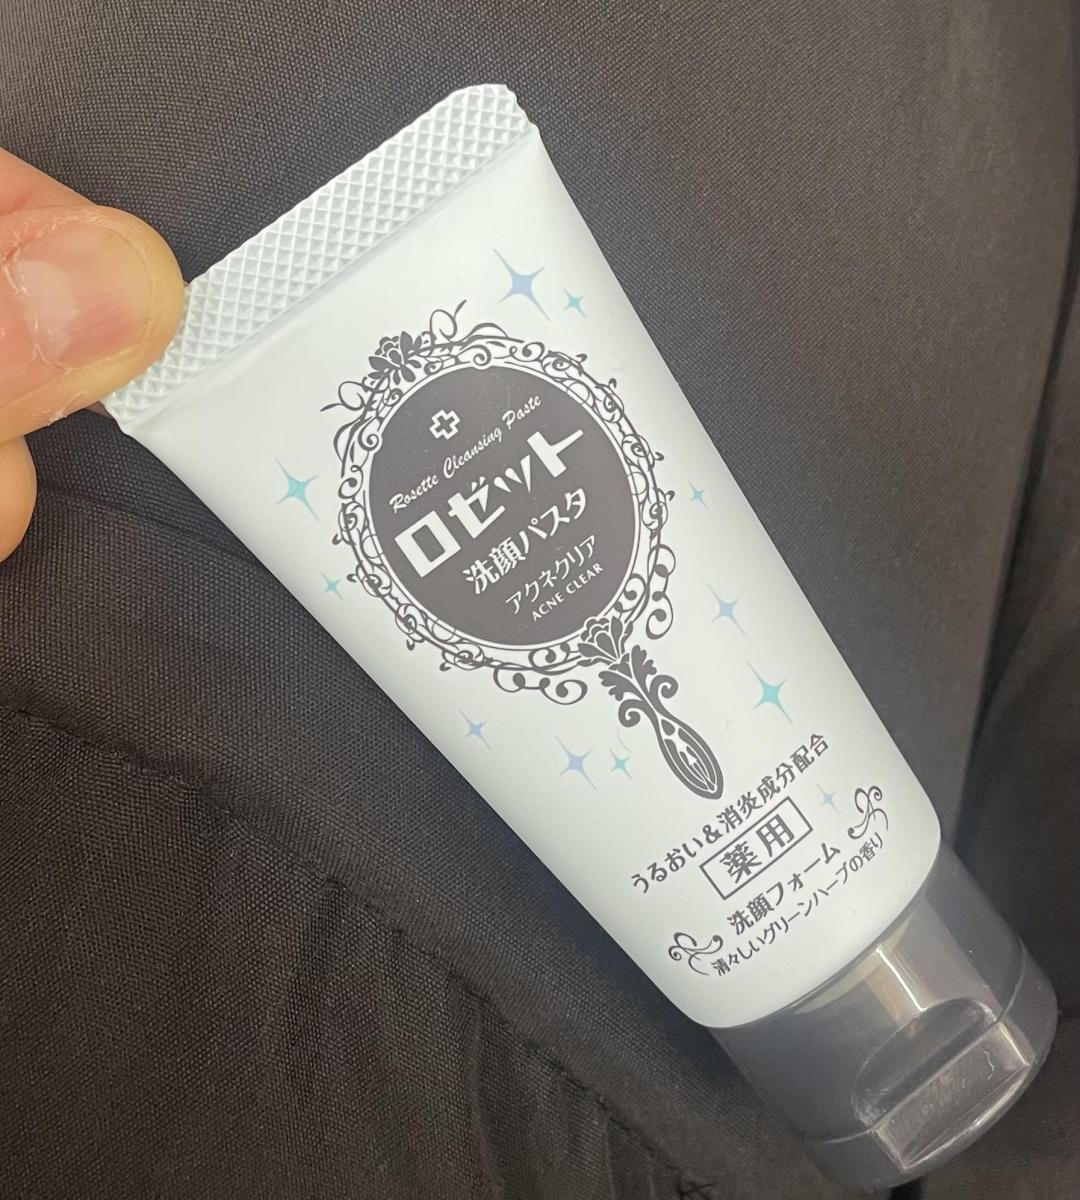 Rosette Cleansing Paste
ロゼット
洗顔パスタ
アクネクリア
ACNE CLEAR
うるおい&消炎成分配合
薬用
洗顔フォーム
清々しいグリーンハーブの香り